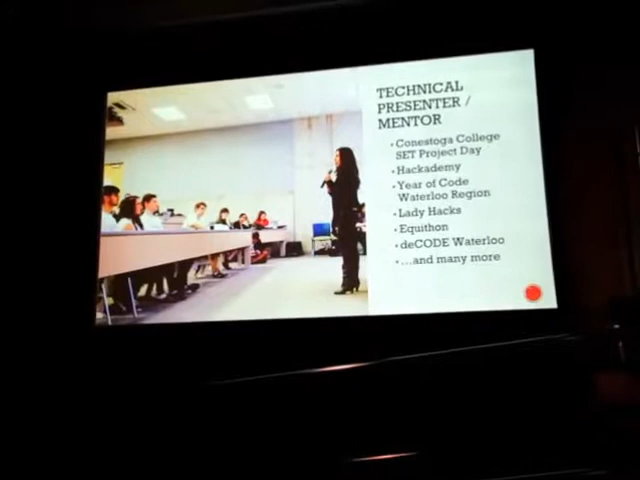 TECHNICAL
PRESENTER /
MENTOR
• Conestoga College
SET Project Day
• Hackademy
• Year of Code
Waterloo Region
• Lady Hacks
• Equithon
• deCODE Waterloo
• ...and many more